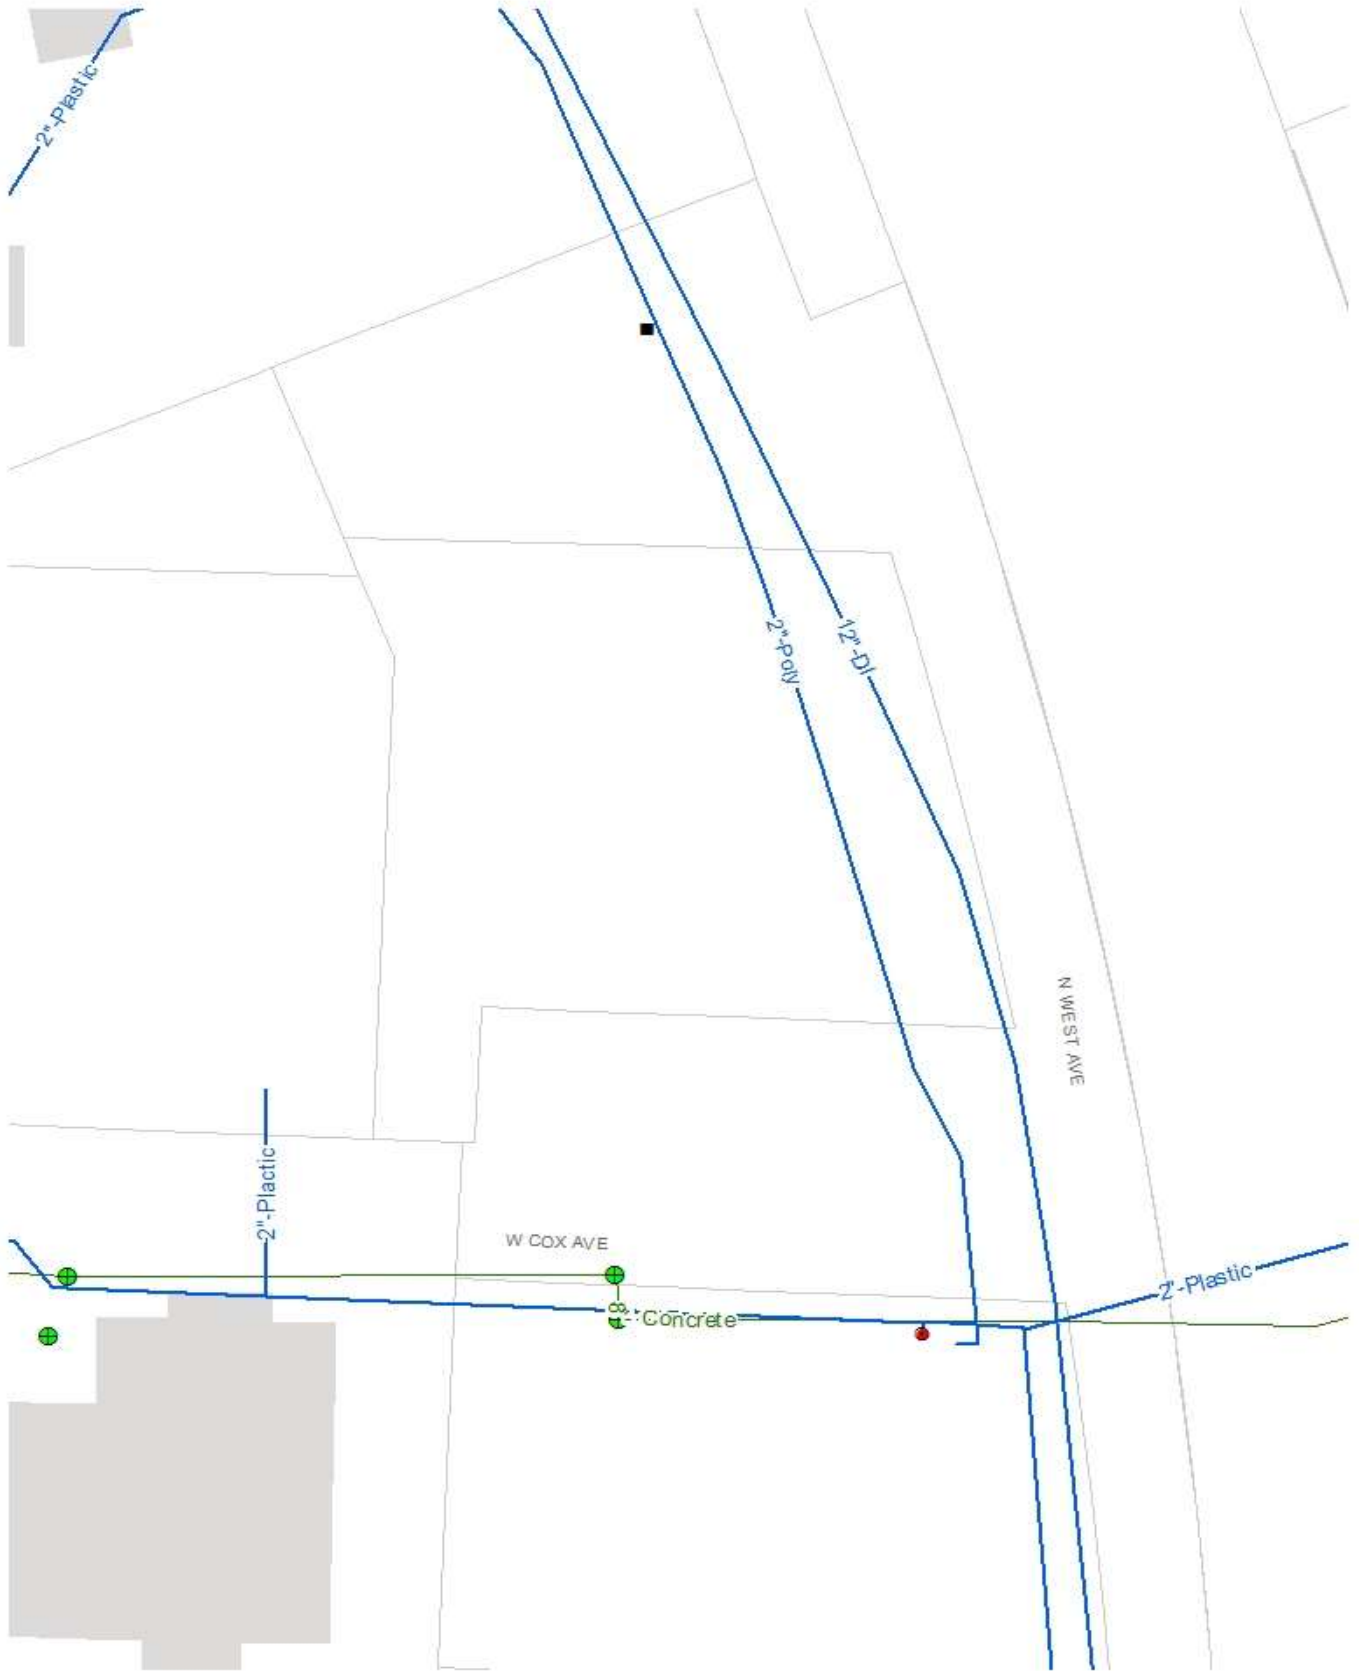 2"-Plastic
2"-Poly
12"-DI
N WEST AVE
2"-Plactic
W COX AVE
2"-Plastic
Concrete